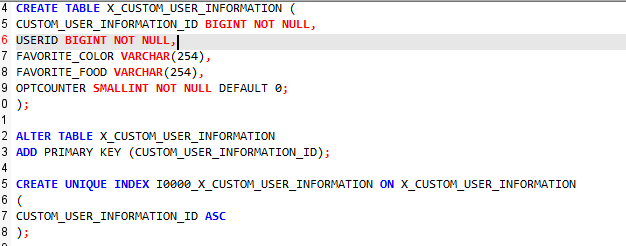 4 CREATE TABLE X_CUSTOM_USER_INFORMATION (
5 CUSTOM_USER_INFORMATION_ID BIGINT NOT NULL,
6 USERID BIGINT NOT NULL,
7 FAVORITE_COLOR VARCHAR(254),
8 FAVORITE_FOOD VARCHAR(254),
9 OPTCOUNTER SMALLINT NOT NULL DEFAULT 0;
0 );
1
2 ALTER TABLE X_CUSTOM_USER_INFORMATION
3 ADD PRIMARY KEY (CUSTOM_USER_INFORMATION_ID);
4
5 CREATE UNIQUE INDEX I0000_X_CUSTOM_USER_INFORMATION ON X_CUSTOM_USER_INFORMATION
6 (
7 CUSTOM_USER_INFORMATION_ID ASC
8 );